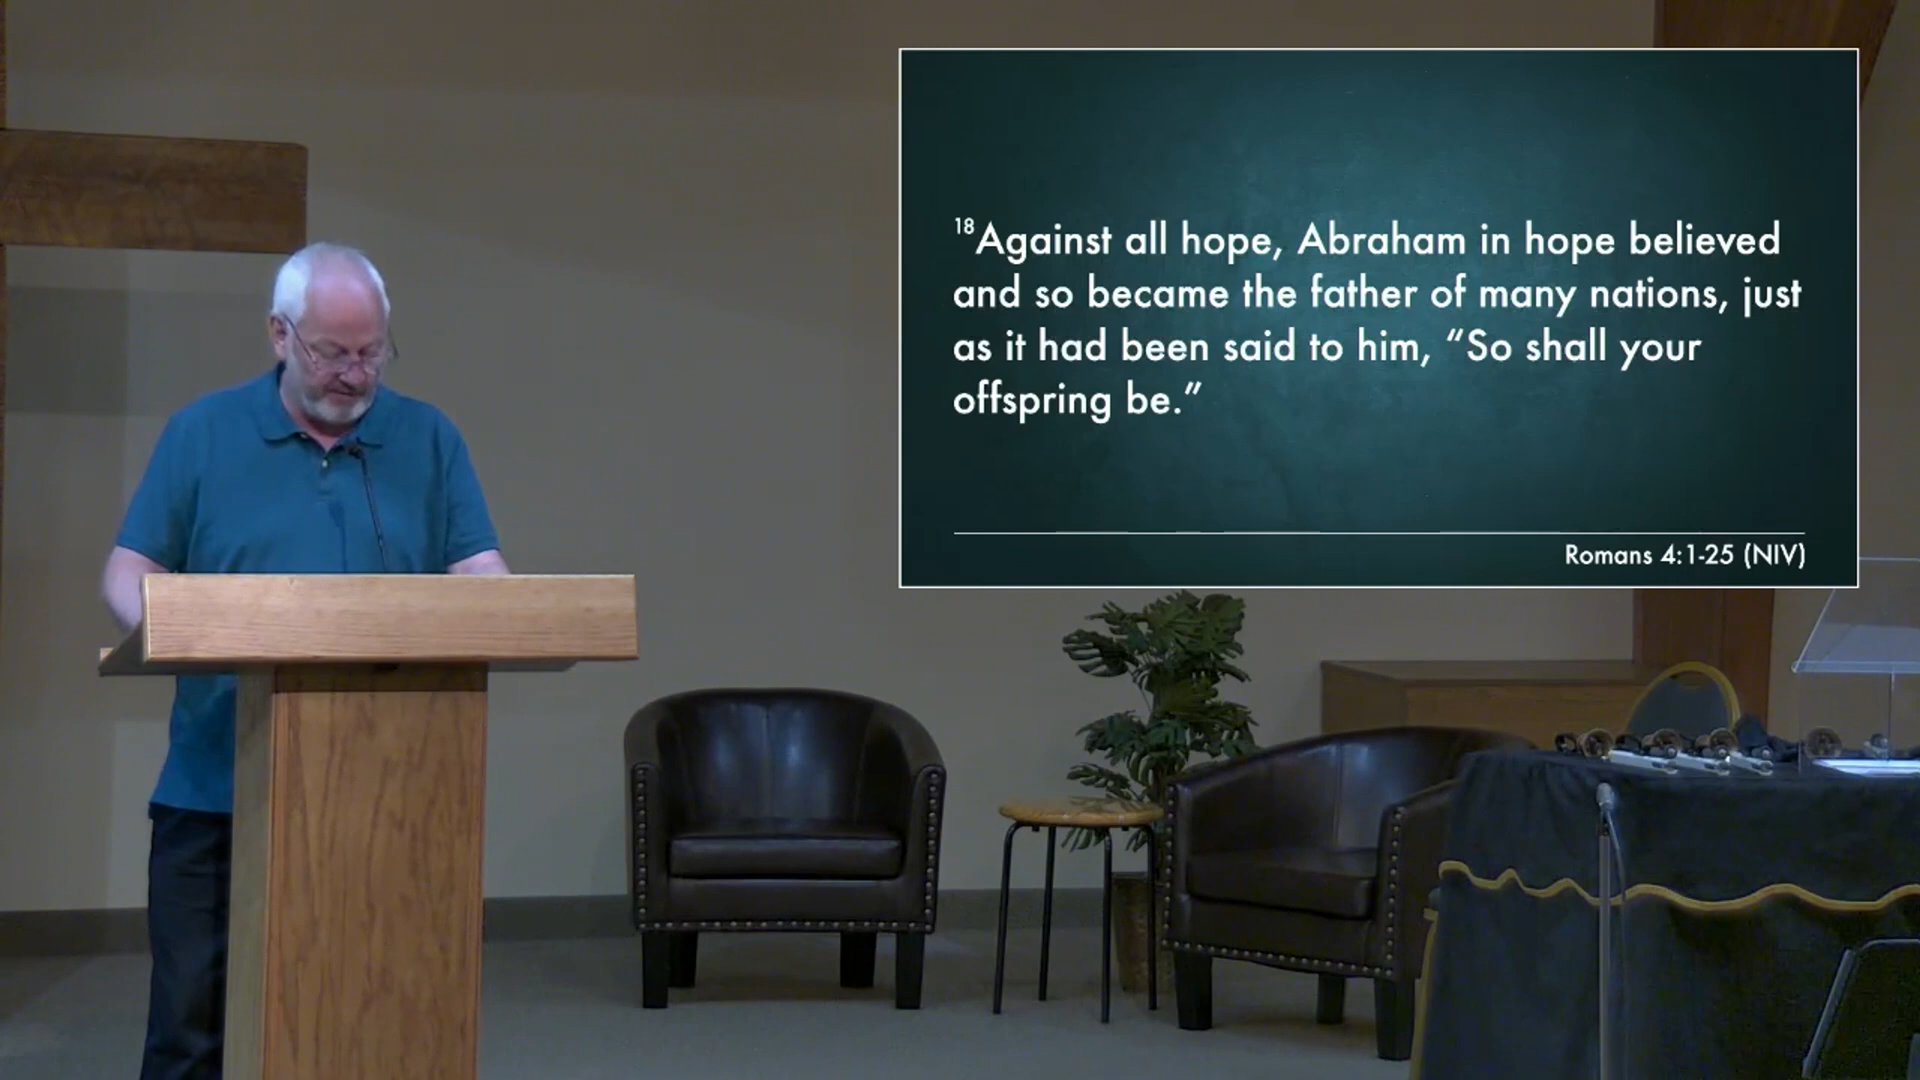 18Against all hope, Abraham in hope believed
and so became the father of many nations, just
as it had been said to him, “So shall your
offspring be.”
Romans 4:1-25 (NIV)